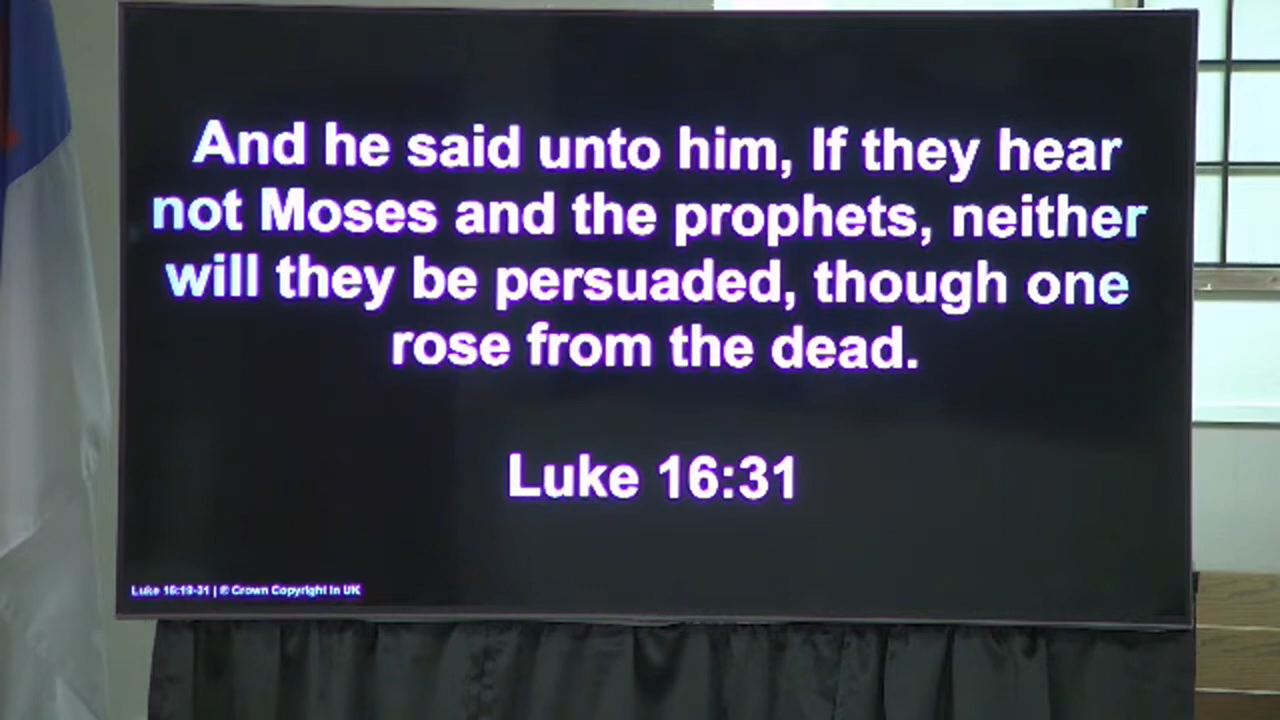 And he said unto him, If they hear
not Moses and the prophets, neither
will they be persuaded, though one
rose from the dead.
Luke 16:31
Luke 16:19-31 | © Crown Copyright in UK